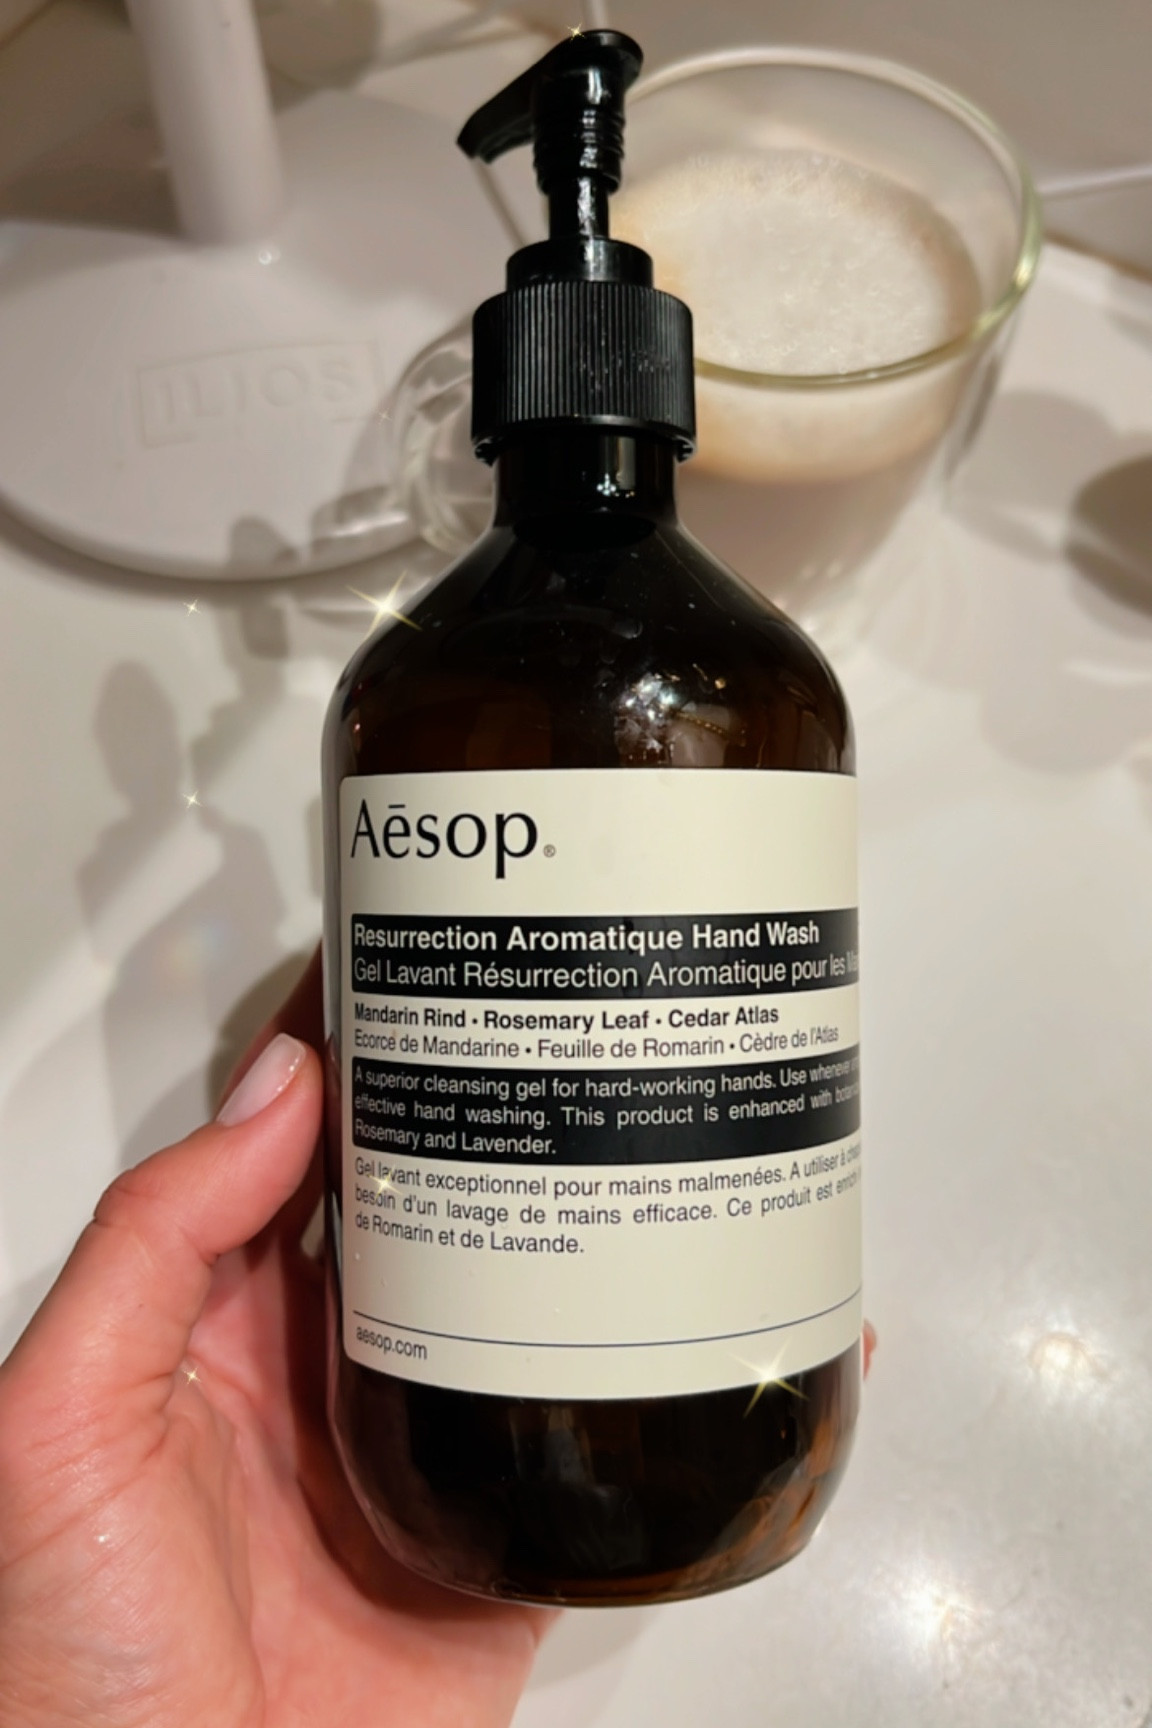 ILIOS
Aēsop®
Resurrection Aromatique Hand Wash
Gel Lavant Résurrection Aromatique pour les
Mandarin Rind • Rosemary Leaf • Cedar Atlas
Ecorce de Mandarine • Feuille de Romarin • Cèdre de l'Atlas
A superior cleansing gel for hard-working hands. Use whenever
effective hand washing. This product is enhanced with
Rosemary and Lavender.
Gel lavant exceptionnel pour mains malmenées. A utiliser à
besoin d'un lavage de mains efficace. Ce produit est
de Romarin et de Lavande.
aesop.com